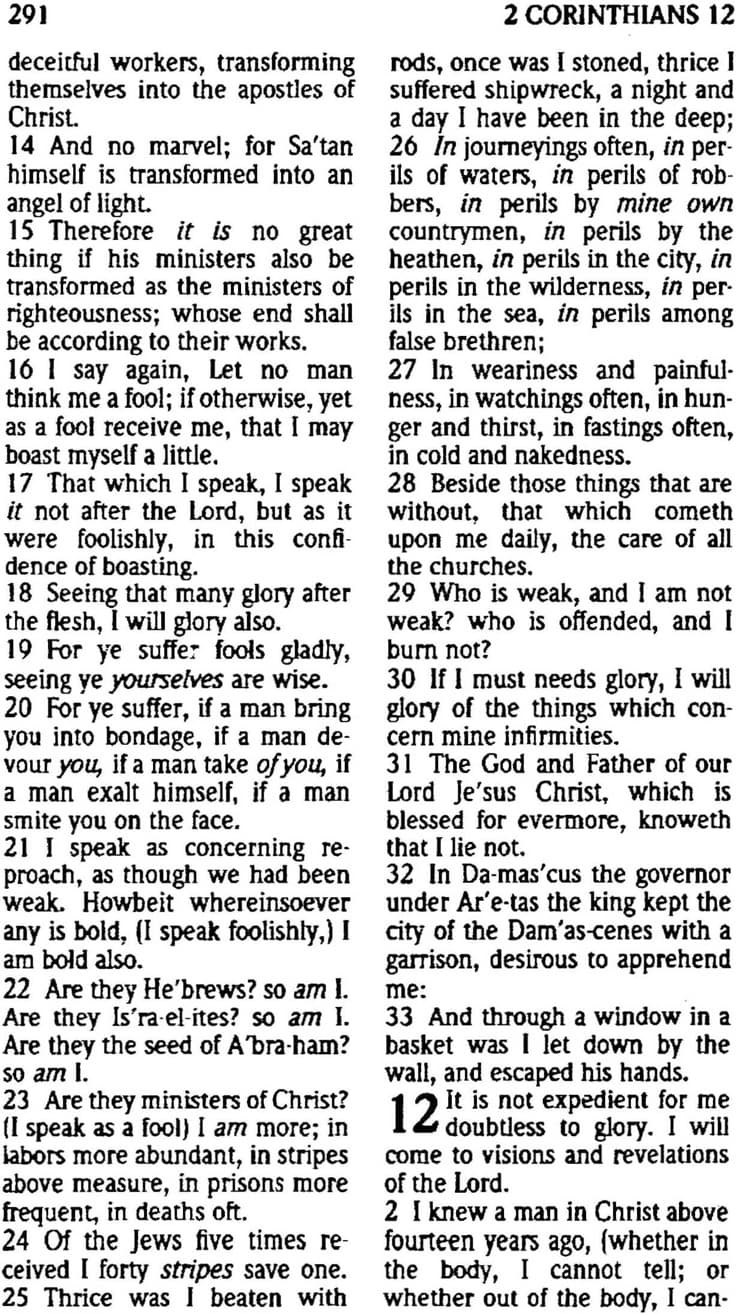 291
2 CORINTHIANS 12
deceitful workers, transforming
themselves into the apostles of
Christ.
14 And no marvel; for Sa'tan
himself is transformed into an
angel of light.
15 Therefore it is no great
thing if his ministers also be
transformed as the ministers of
righteousness; whose end shall
be according to their works.
16 I say again, Let no man
think me a fool; if otherwise, yet
as a fool receive me, that I may
boast myself a little.
17 That which I speak, I speak
it not after the Lord, but as it
were foolishly, in this confi-
dence of boasting.
18 Seeing that many glory after
the flesh, I will glory also.
19 For ye suffer fools gladly,
seeing ye yourselves are wise.
20 For ye suffer, if a man bring
you into bondage, if a man de-
vour you, if a man take of you, if
a man exalt himself, if a man
smite you on the face.
21 I speak as concerning re-
proach, as though we had been
weak. Howbeit whereinsoever
any is bold, (I speak foolishly,) I
am bold also.
22 Are they He'brews? so am I.
Are they Is'ra-el-ites? so am I.
Are they the seed of A'bra-ham?
so am I.
23 Are they ministers of Christ?
(I speak as a fool) I am more; in
labors more abundant, in stripes
above measure, in prisons more
frequent, in deaths oft.
24 Of the Jews five times re-
ceived I forty stripes save one.
25 Thrice was I beaten with
rods, once was I stoned, thrice I
suffered shipwreck, a night and
a day I have been in the deep;
26 In journeyings often, in per-
ils of waters, in perils of rob-
bers, in perils by mine own
countrymen, in perils by the
heathen, in perils in the city, in
perils in the wilderness, in per-
ils in the sea, in perils among
false brethren;
27 In weariness and painful-
ness, in watchings often, in hun-
ger and thirst, in fastings often,
in cold and nakedness.
28 Beside those things that are
without, that which cometh
upon me daily, the care of all
the churches.
29 Who is weak, and I am not
weak? who is offended, and I
burn not?
30 If I must needs glory, I will
glory of the things which con-
cern mine infirmities.
31 The God and Father of our
Lord Je'sus Christ, which is
blessed for evermore, knoweth
that I lie not.
32 In Da-mas'cus the governor
under Ar'e-tas the king kept the
city of the Dam'as-cenes with a
garrison, desirous to apprehend
me:
33 And through a window in a
basket was I let down by the
wall, and escaped his hands.
12 It is not expedient for me
doubtless to glory. I will
come to visions and revelations
of the Lord.
2 I knew a man in Christ above
fourteen years ago, (whether in
the body, I cannot tell; or
whether out of the body, I can-